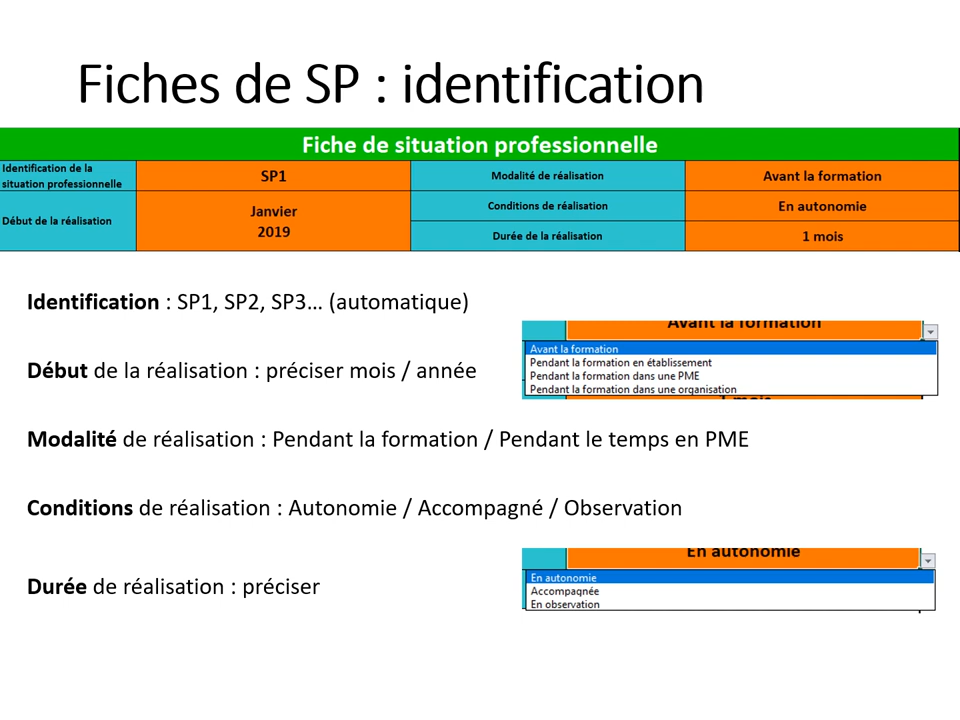 Fiches de SP : identification
Fiche de situation professionnelle
Identification de la
situation professionnelle
SP1
Modalité de réalisation
Avant la formation
Début de la réalisation
Janvier
2019
Conditions de réalisation
En autonomie
Durée de la réalisation
1 mois
Identification : SP1, SP2, SP3... (automatique)
Avant la formation
Avant la formation
Pendant la formation en établissement
Pendant la formation dans une PME
Pendant la formation dans une organisation
1 mois
Début de la réalisation : préciser mois / année
Modalité de réalisation : Pendant la formation / Pendant le temps en PME
Conditions de réalisation : Autonomie / Accompagné / Observation
En autonomie
En autonomie
Accompagnée
En observation
Durée de réalisation : préciser